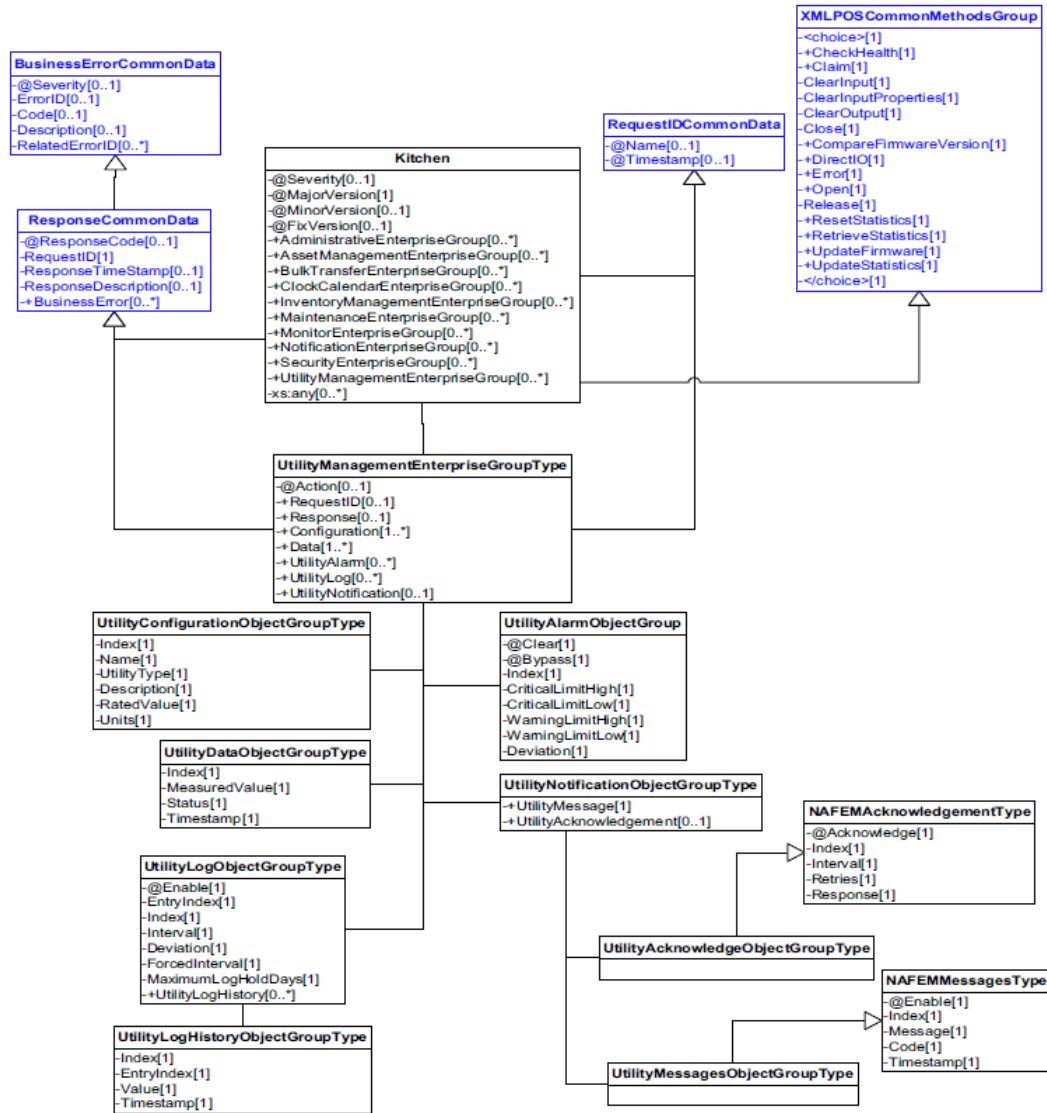 XMLPOSCommonMethodsGroup
-<choice>[1]
-+CheckHealth[1]
-+Claim[1]
-ClearInput[1]
-ClearInputProperties[1]
-ClearOutput[1]
-Close[1]
-+CompareFirmwareVersion[1]
-+DirectIO[1]
-+Error[1]
-+Open[1]
-Release[1]
-+ResetStatistics[1]
-+RetrieveStatistics[1]
-+UpdateFirmware[1]
-+UpdateStatistics[1]
-</choice>[1]
BusinessErrorCommonData
-@Severity[0..1]
-ErrorID[0..1]
-Code[0..1]
-Description[0..1]
-RelatedErrorID[0..*]
RequestIDCommonData
-@Name[0..1]
-@Timestamp[0..1]
Kitchen
-@Severity[0..1]
-@MajorVersion[1]
-@MinorVersion[0..1]
-@FixVersion[0..1]
-+AdministrativeEnterpriseGroup[0..*]
-+AssetManagementEnterpriseGroup[0..*]
-+BulkTransferEnterpriseGroup[0..*]
-+ClockCalendarEnterpriseGroup[0..*]
-+InventoryManagementEnterpriseGroup[0..*]
-+MaintenanceEnterpriseGroup[0..*]
-+MonitorEnterpriseGroup[0..*]
-+NotificationEnterpriseGroup[0..*]
-+SecurityEnterpriseGroup[0..*]
-+UtilityManagementEnterpriseGroup[0..*]
-xs:any[0..*]
ResponseCommonData
-@ResponseCode[0..1]
-RequestID[1]
-ResponseTimeStamp[0..1]
-ResponseDescription[0..1]
-+BusinessError[0..*]
UtilityManagementEnterpriseGroupType
-@Action[0..1]
-+RequestID[0..1]
-+Response[0..1]
-+Configuration[1..*]
-+Data[1..*]
-+UtilityAlarm[0..*]
-+UtilityLog[0..*]
-+UtilityNotification[0..1]
UtilityConfigurationObjectGroupType
-Index[1]
-Name[1]
-UtilityType[1]
-Description[1]
-RatedValue[1]
-Units[1]
UtilityAlarmObjectGroup
-@Clear[1]
-@Bypass[1]
-Index[1]
-CriticalLimitHigh[1]
-CriticalLimitLow[1]
-WarningLimitHigh[1]
-WarningLimitLow[1]
-Deviation[1]
UtilityDataObjectGroupType
-Index[1]
-MeasuredValue[1]
-Status[1]
-Timestamp[1]
UtilityNotificationObjectGroupType
-+UtilityMessage[1]
-+UtilityAcknowledgement[0..1]
NAFEMAcknowledgementType
-@Acknowledge[1]
-Index[1]
-Interval[1]
-Retries[1]
-Response[1]
UtilityLogObjectGroupType
-@Enable[1]
-EntryIndex[1]
-Index[1]
-Interval[1]
-Deviation[1]
-ForcedInterval[1]
-MaximumLogHoldDays[1]
-+UtilityLogHistory[0..*]
UtilityAcknowledgeObjectGroupType
NAFEMMessagesType
-@Enable[1]
-Index[1]
-Message[1]
-Code[1]
-Timestamp[1]
UtilityLogHistoryObjectGroupType
-Index[1]
-EntryIndex[1]
-Value[1]
-Timestamp[1]
UtilityMessagesObjectGroupType